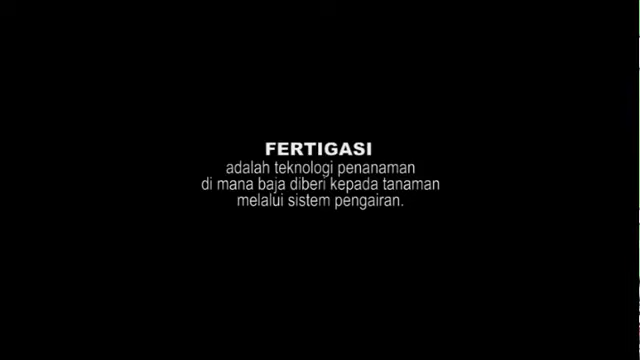 FERTIGASI
adalah teknologi penanaman
di mana baja diberi kepada tanaman
melalui sistem pengairan.